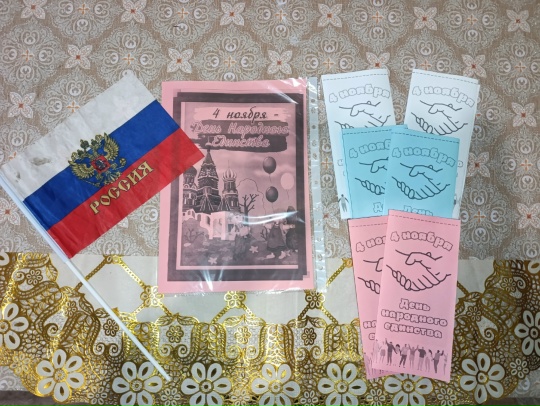 РОССИЯ
4 ноября -
День Народного
Единства
4 ноября
4 ноября
4 ноября
4 ноября
День
4 ноября
День
народного
единства